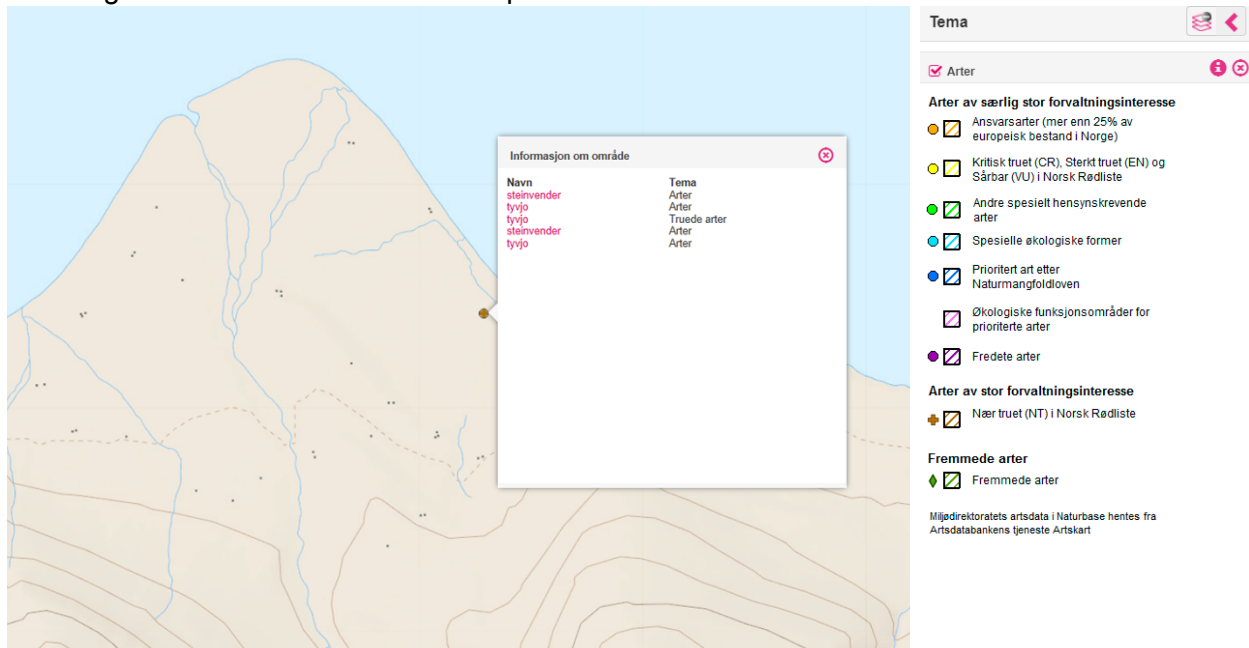 Tema
Arter
Arter av særlig stor forvaltningsinteresse
Ansvarsarter (mer enn 25% av
europeisk bestand i Norge)
Kritisk truet (CR), Sterkt truet (EN) og
Sårbar (VU) i Norsk Rødliste
Andre spesielt hensynskrevende
arter
Spesielle økologiske former
Prioritert art etter
Naturmangfoldloven
Økologiske funksjonsområder for
prioriterte arter
Fredete arter
Arter av stor forvaltningsinteresse
Nær truet (NT) i Norsk Rødliste
Fremmede arter
Fremmede arter
Miljødirektoratets artsdata i Naturbase hentes fra
Artsdatabankens tjeneste Artskart
Informasjon om område
Navn Tema
steinvender Arter
tyvjo Arter
tyvjo Truede arter
steinvender Arter
tyvjo Arter